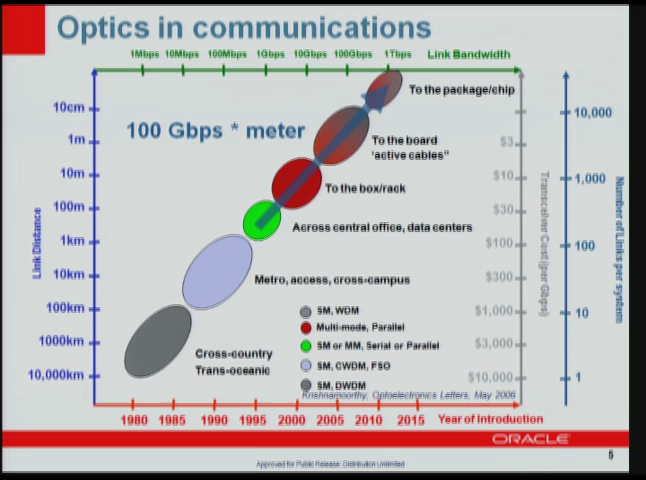 Optics in communications
1Mbps 10Mbps 100Mbps 1Gbps 10Gbps 100Gbps 1Tbps Link Bandwidth
10cm
1m
10m
100m
1km
10km
100km
1000km
10,000km
Link Distance
100 Gbps * meter
To the package/chip
To the board
'active cables"
To the box/rack
Across central office, data centers
Metro, access, cross-campus
Cross-country
Trans-oceanic
SM, WDM
Multi-mode, Parallel
SM or MM, Serial or Parallel
SM, CWDM, FSO
SM, DWDM
Krishnamoorthy, Optoelectronics Letters, May 2006
$3
$10
$30
$100
$300
$1,000
$3,000
$10,000
Transceiver Cost (per Gbps)
10,000
1,000
100
10
1
Number of Links per system
1980 1985 1990 1995 2000 2005 2010 2015 Year of Introduction
ORACLE
5
Approved for Public Release: Distribution Unlimited